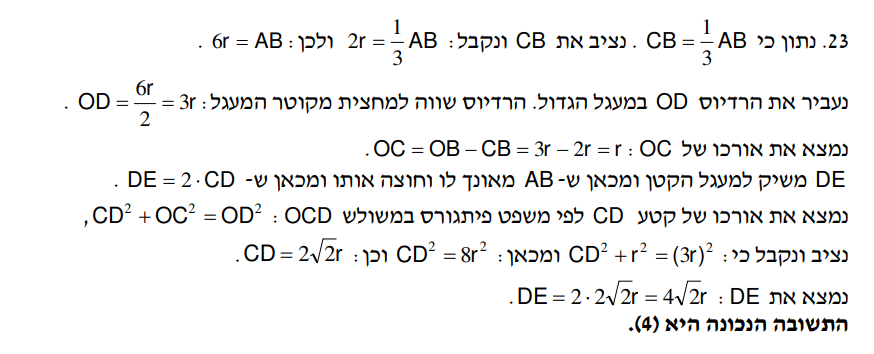 23. נתון כי CB = 1/3 AB . נציב את CB ונקבל: 2r = 1/3 AB ולכן: 6r = AB .
נעביר את הרדיוס OD במעגל הגדול. הרדיוס שווה למחצית מקוטר המעגל: OD = 6r/2 = 3r .
נמצא את אורכו של OC : OC = OB – CB = 3r – 2r = r.
DE משיק למעגל הקטן ומכאן ש- AB מאונך לו וחוצה אותו ומכאן ש- DE = 2 · CD .
נמצא את אורכו של קטע CD לפי משפט פיתגורס במשולש OCD : CD² + OC² = OD² ,
נציב ונקבל כי: CD² + r² = (3r)² ומכאן: CD² = 8r² וכן: CD = 2√2r.
נמצא את DE : DE = 2 · 2√2r = 4√2r.
התשובה הנכונה היא (4).